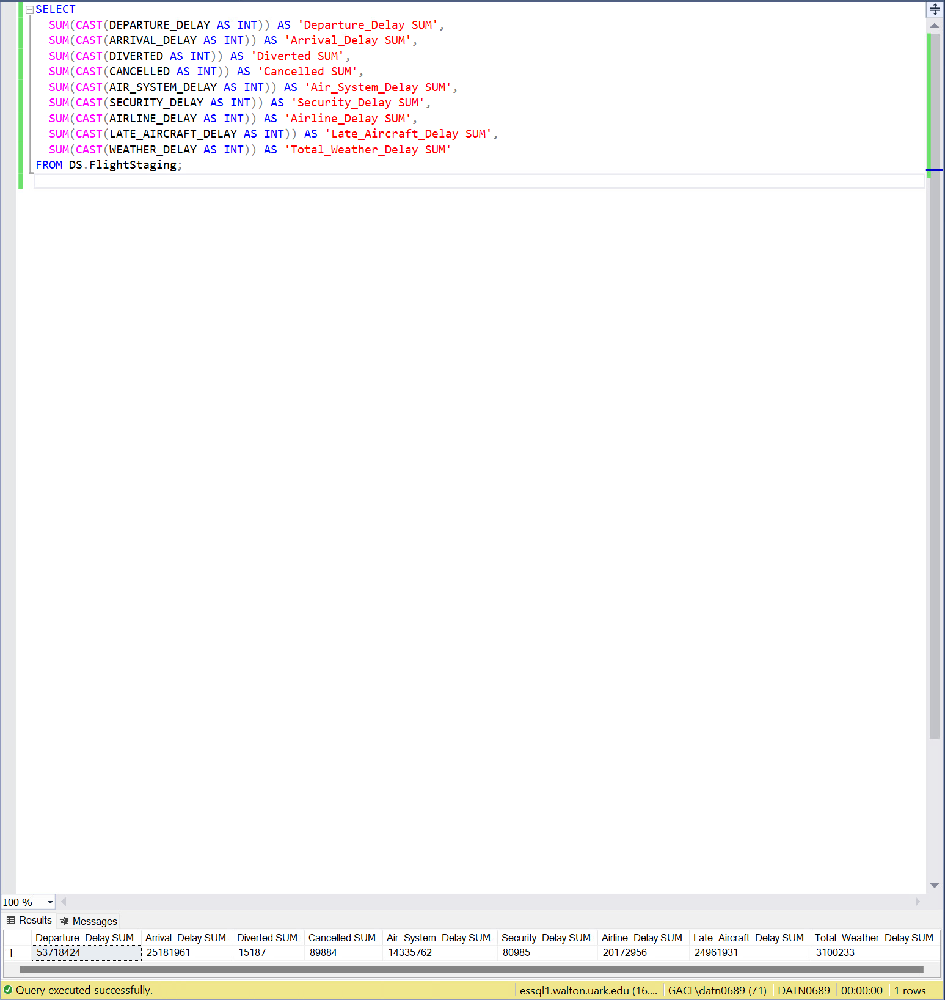 SELECT
SUM(CAST(DEPARTURE_DELAY AS INT)) AS 'Departure_Delay SUM',
SUM(CAST(ARRIVAL_DELAY AS INT)) AS 'Arrival_Delay SUM',
SUM(CAST(DIVERTED AS INT)) AS 'Diverted SUM',
SUM(CAST(CANCELLED AS INT)) AS 'Cancelled SUM',
SUM(CAST(AIR_SYSTEM_DELAY AS INT)) AS 'Air_System_Delay SUM',
SUM(CAST(SECURITY_DELAY AS INT)) AS 'Security_Delay SUM',
SUM(CAST(AIRLINE_DELAY AS INT)) AS 'Airline_Delay SUM',
SUM(CAST(LATE_AIRCRAFT_DELAY AS INT)) AS 'Late_Aircraft_Delay SUM',
SUM(CAST(WEATHER_DELAY AS INT)) AS 'Total_Weather_Delay SUM'
FROM DS.FlightStaging;
100 %
Results Messages
Departure_Delay SUM Arrival_Delay SUM Diverted SUM Cancelled SUM Air_System_Delay SUM Security_Delay SUM Airline_Delay SUM Late_Aircraft_Delay SUM Total_Weather_Delay SUM
1 53718424 25181961 15187 89884 14335762 80985 20172956 24961931 3100233
Query executed successfully. essql1.walton.uark.edu (16.... GACL\datn0689 (71) DATN0689 00:00:00 1 rows